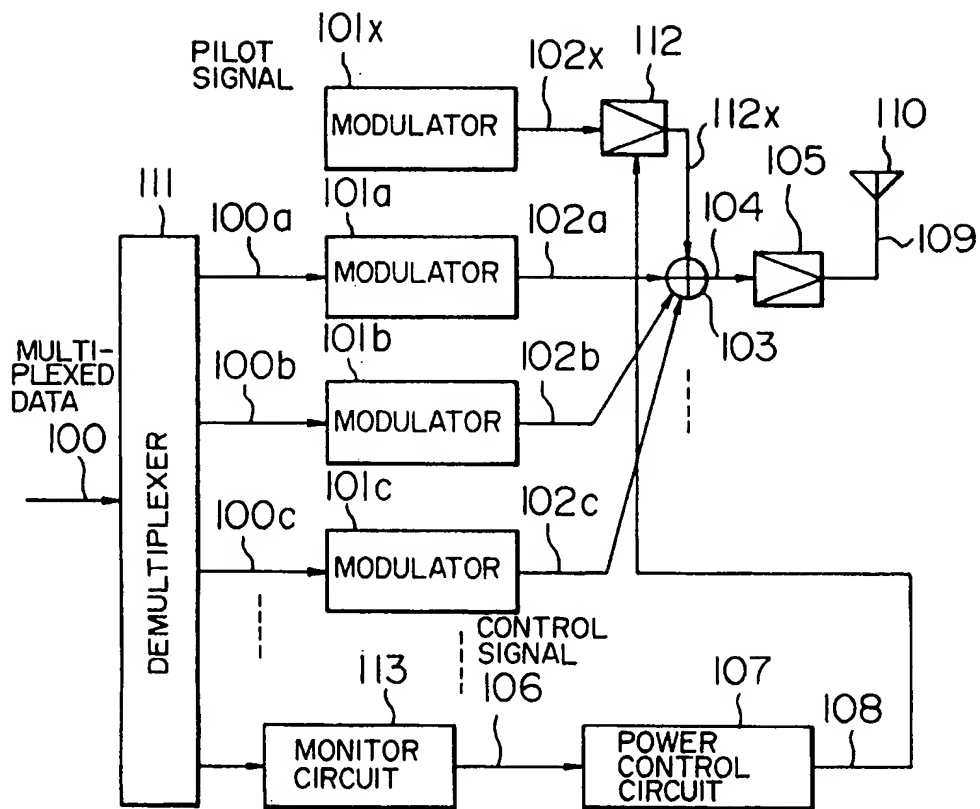 101x
112
PILOT
SIGNAL
102x
112x
MODULATOR
110
105
111
100a
101a
102a
104
109
MODULATOR
103
101b
MULTI-
PLEXED
DATA
100b
102b
MODULATOR
100
101c
100c
102c
MODULATOR
DEMULTIPLEXER
CONTROL
SIGNAL
113
106
107
108
MONITOR
CIRCUIT
POWER
CONTROL
CIRCUIT